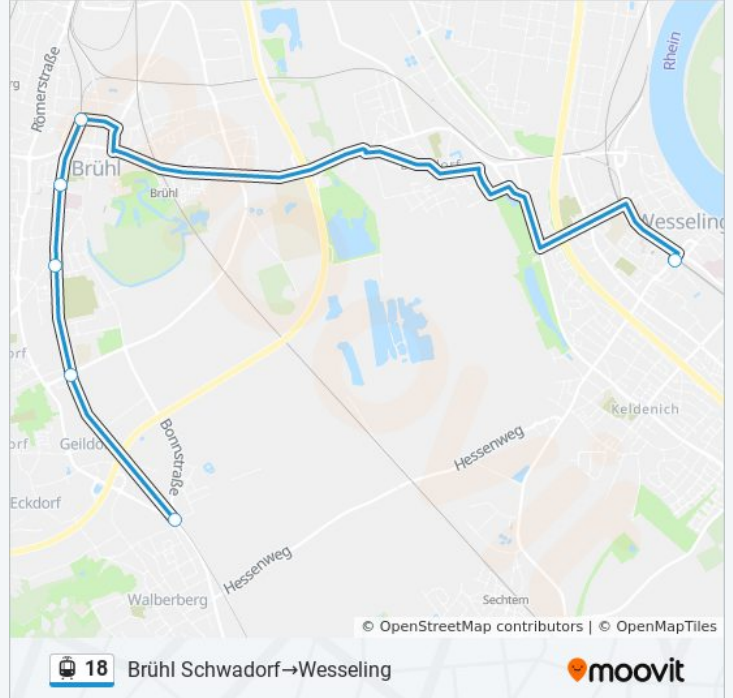 Rhein
Römerstraße
Brühl
Brühl
Wesseling
Keldenich
Bonnstraße
Hessenweg
Eckdorf
Hessenweg
Walberberg
Sechtem
© OpenStreetMap contributors | © OpenMapTiles
18 Brühl Schwadorf→Wesseling
moovit